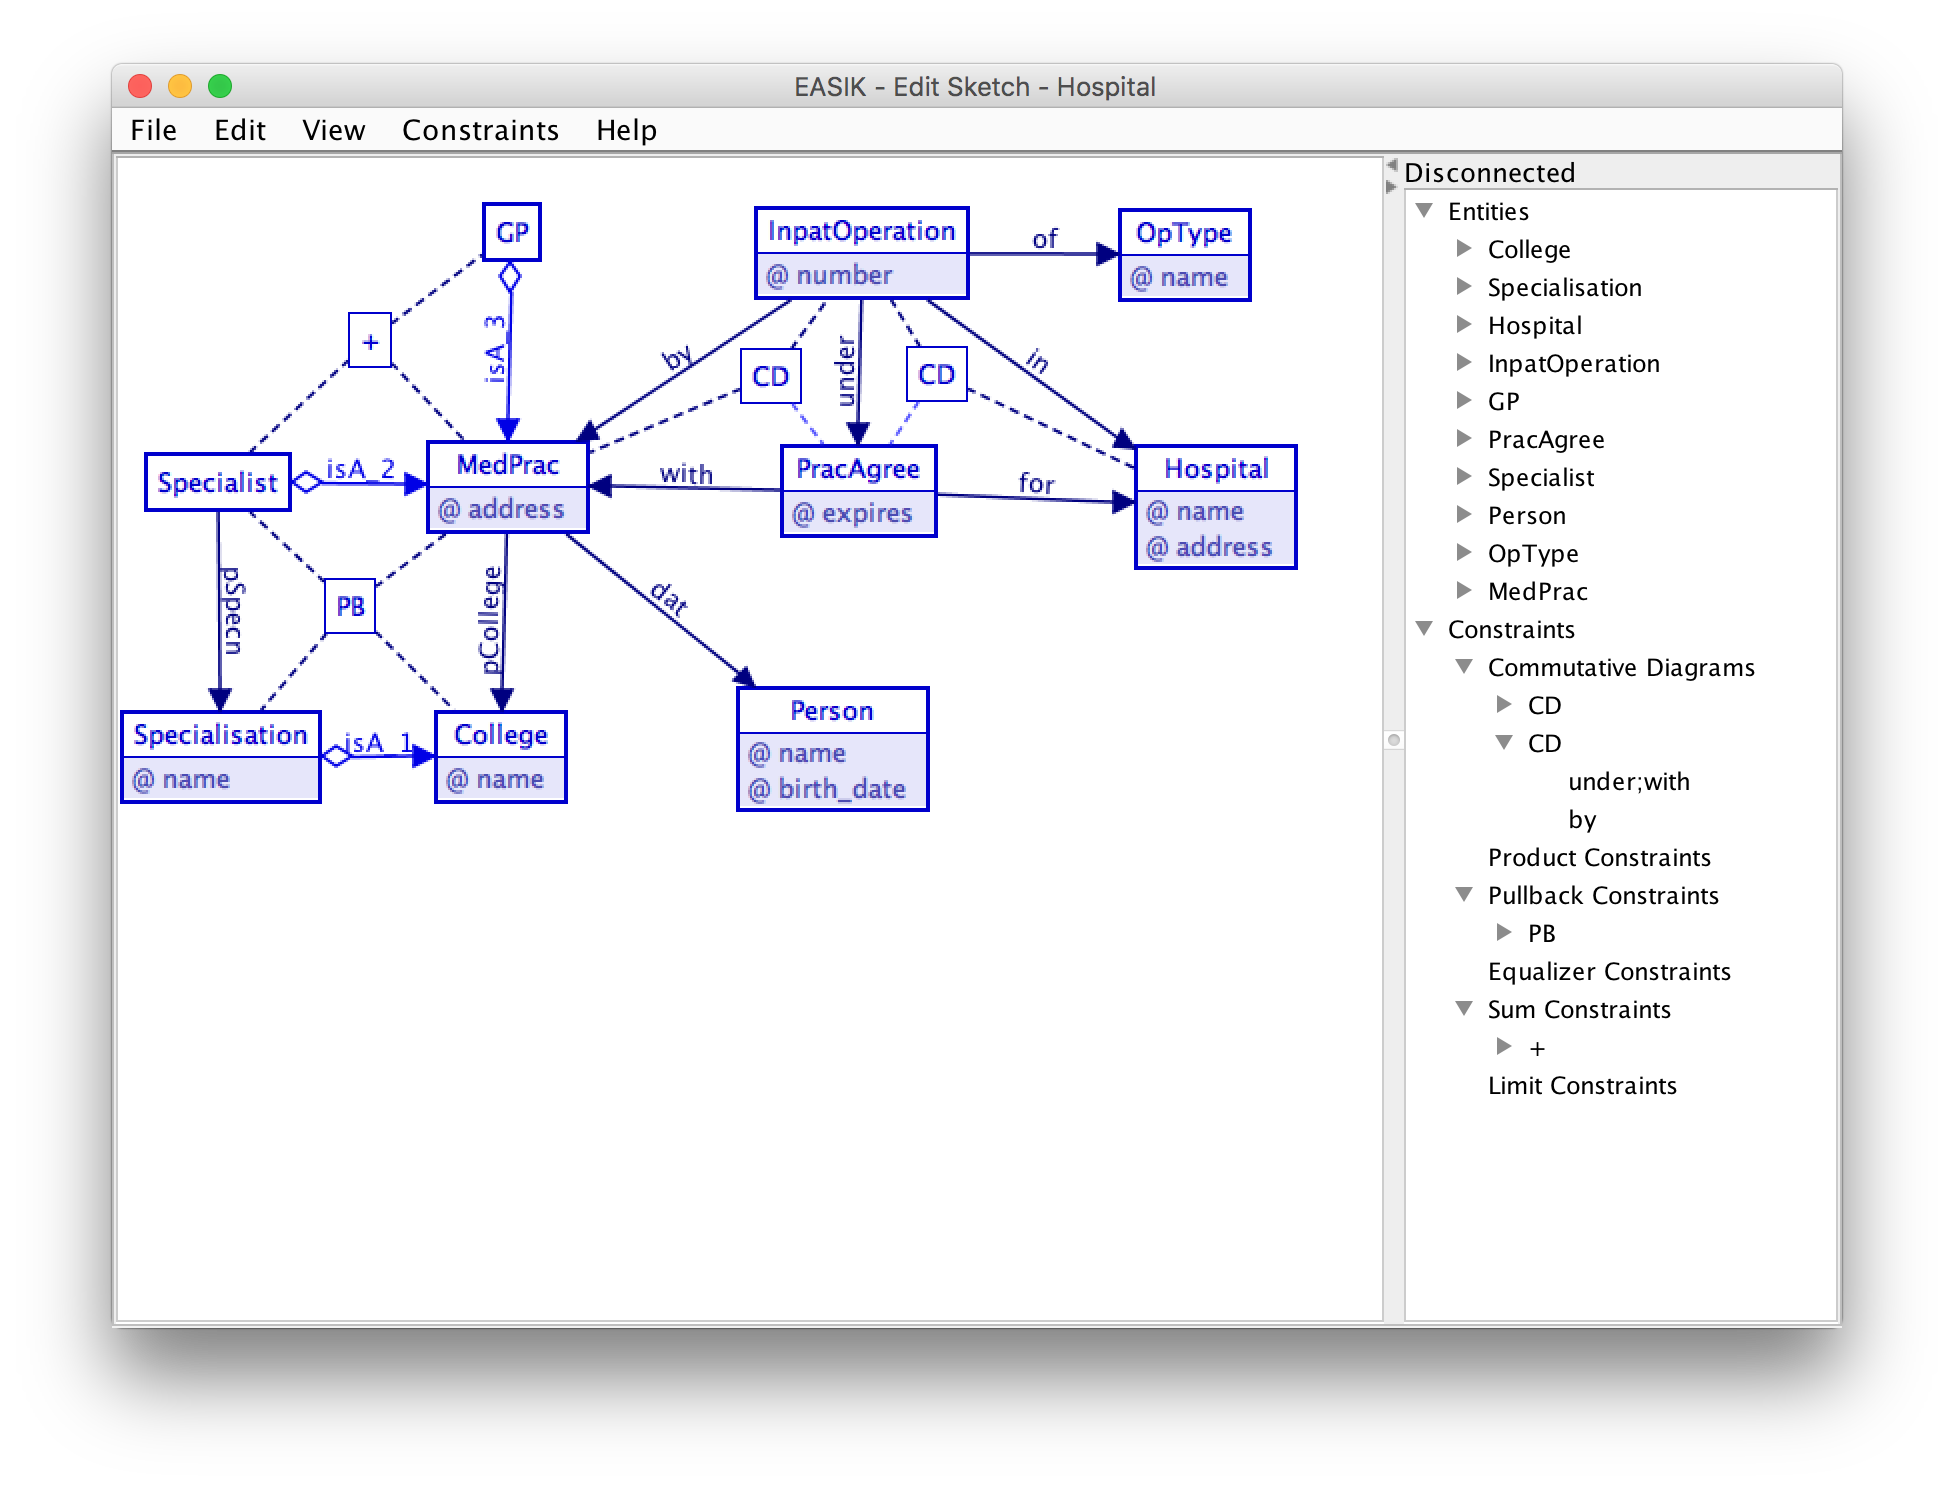 EASIK - Edit Sketch - Hospital
File Edit View Constraints Help
GP
+
isA_3
InpatOperation
@ number
of
OpType
@ name
by
CD
under
CD
in
Specialist
isA_2
MedPrac
@ address
with
PracAgree
@ expires
for
Hospital
@ name
@ address
pSpecn
PB
pCollege
dat
Specialisation
@ name
isA_1
College
@ name
Person
@ name
@ birth_date
Disconnected
Entities
College
Specialisation
Hospital
InpatOperation
GP
PracAgree
Specialist
Person
OpType
MedPrac
Constraints
Commutative Diagrams
CD
CD
under;with
by
Product Constraints
Pullback Constraints
PB
Equalizer Constraints
Sum Constraints
+
Limit Constraints